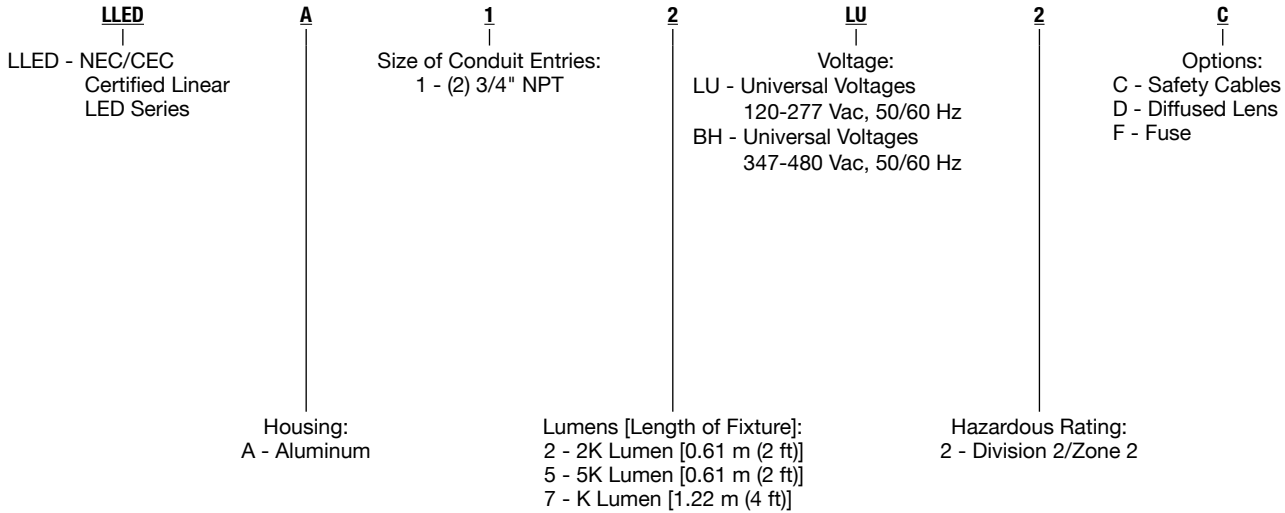 LLED A 1 2 LU 2 C
LLED - NEC/CEC
Certified Linear
LED Series
Size of Conduit Entries:
1 - (2) 3/4" NPT
Voltage:
LU - Universal Voltages
120-277 Vac, 50/60 Hz
BH - Universal Voltages
347-480 Vac, 50/60 Hz
Options:
C - Safety Cables
D - Diffused Lens
F - Fuse
Housing:
A - Aluminum
Lumens [Length of Fixture]:
2 - 2K Lumen [0.61 m (2 ft)]
5 - 5K Lumen [0.61 m (2 ft)]
7 - K Lumen [1.22 m (4 ft)]
Hazardous Rating:
2 - Division 2/Zone 2